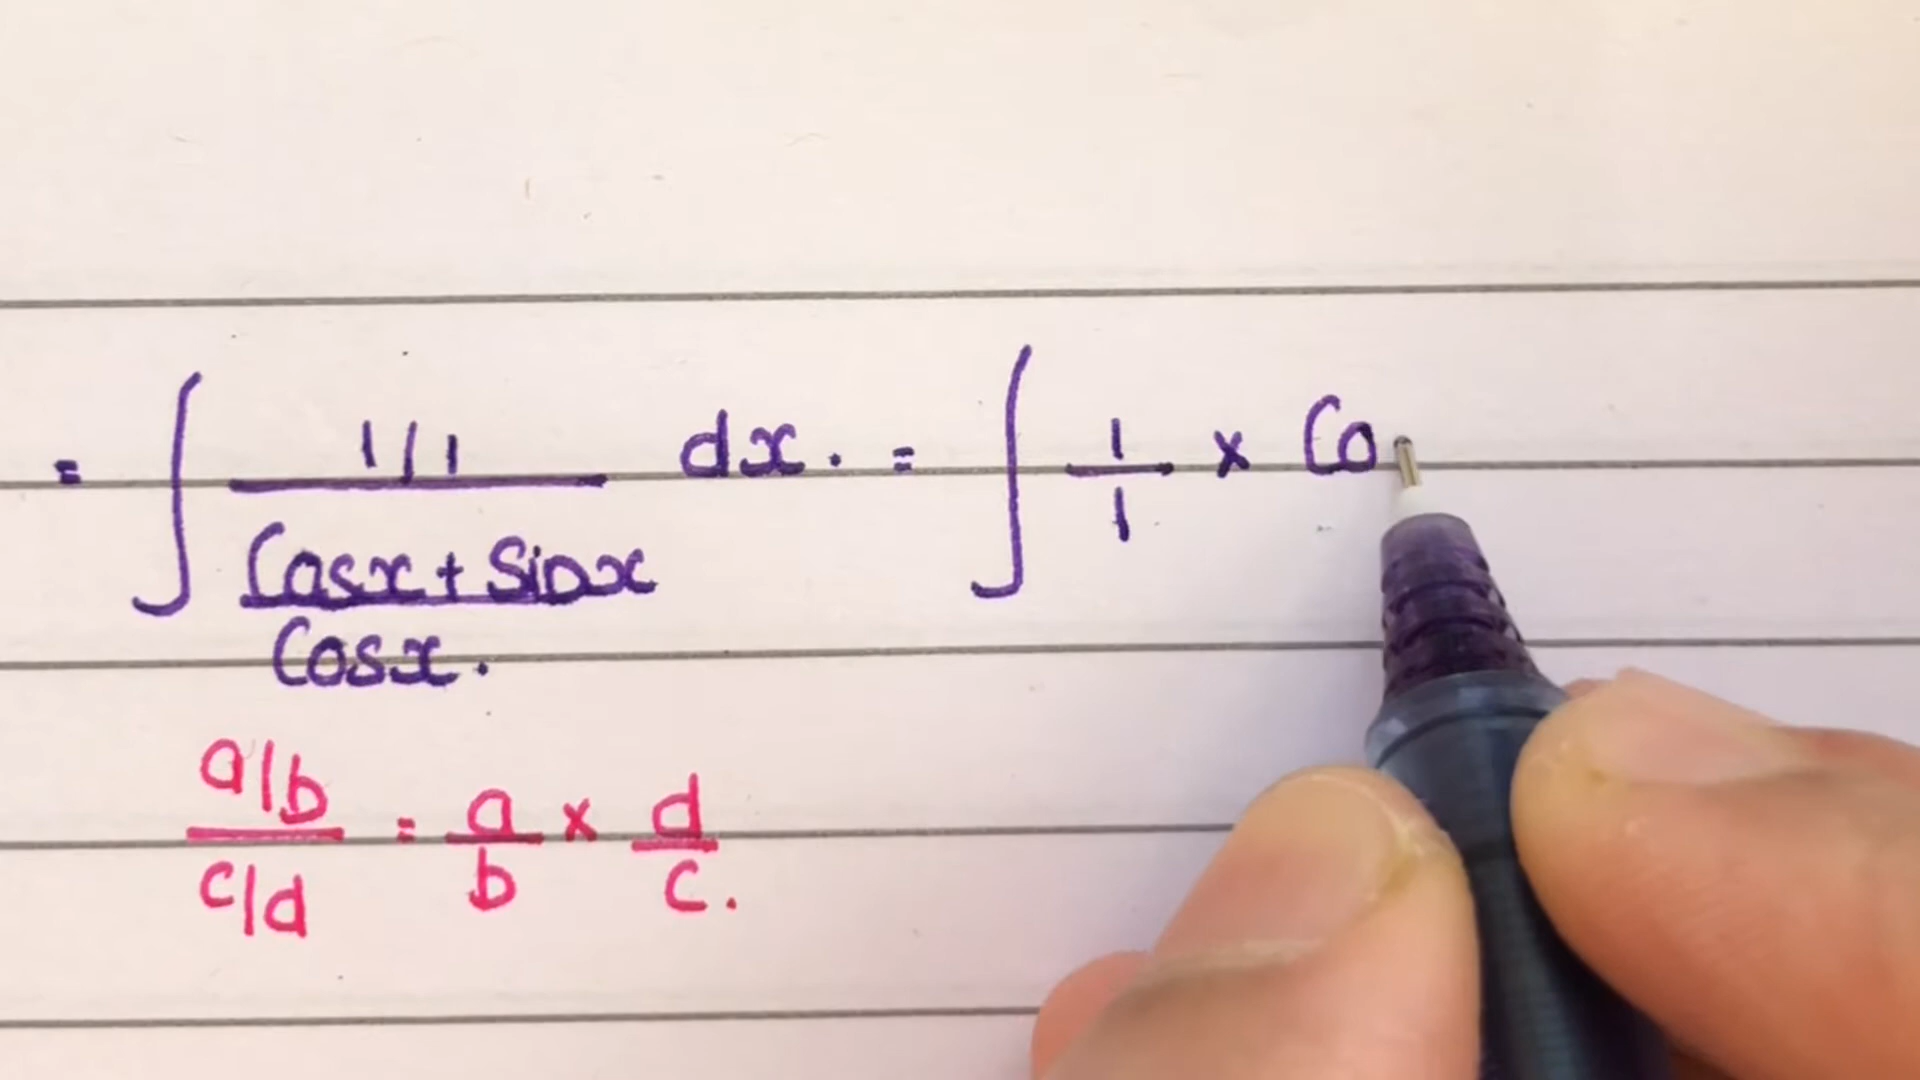 = ∫ 1/1 / ((Cosx + Sinx) / Cosx.) dx. = ∫ 1/1 × Co
a/b / c/d = a/b × d/c.